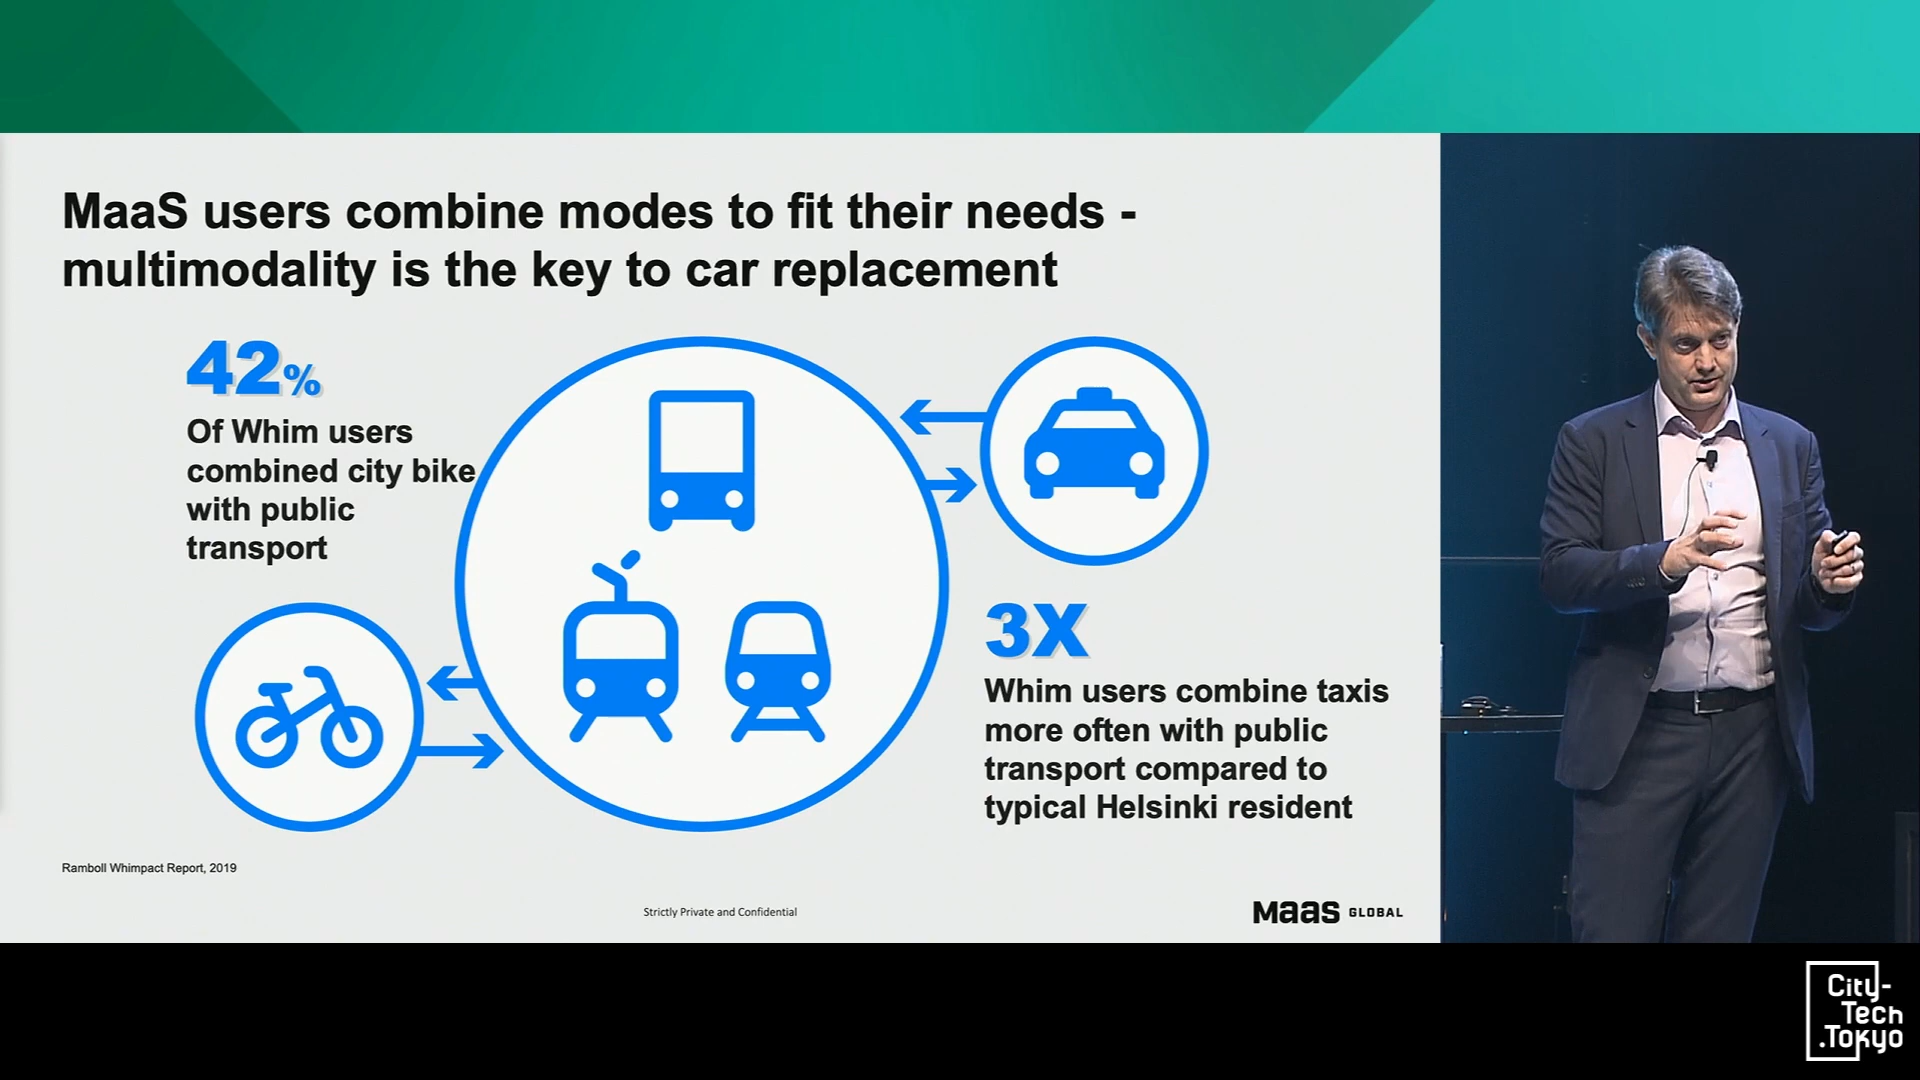 MaaS users combine modes to fit their needs -
multimodality is the key to car replacement
42%
Of Whim users
combined city bike
with public
transport
3X
Whim users combine taxis
more often with public
transport compared to
typical Helsinki resident
Ramboll Whimpact Report, 2019
Strictly Private and Confidential
MaaS GLOBAL
City-
Tech
.Tokyo